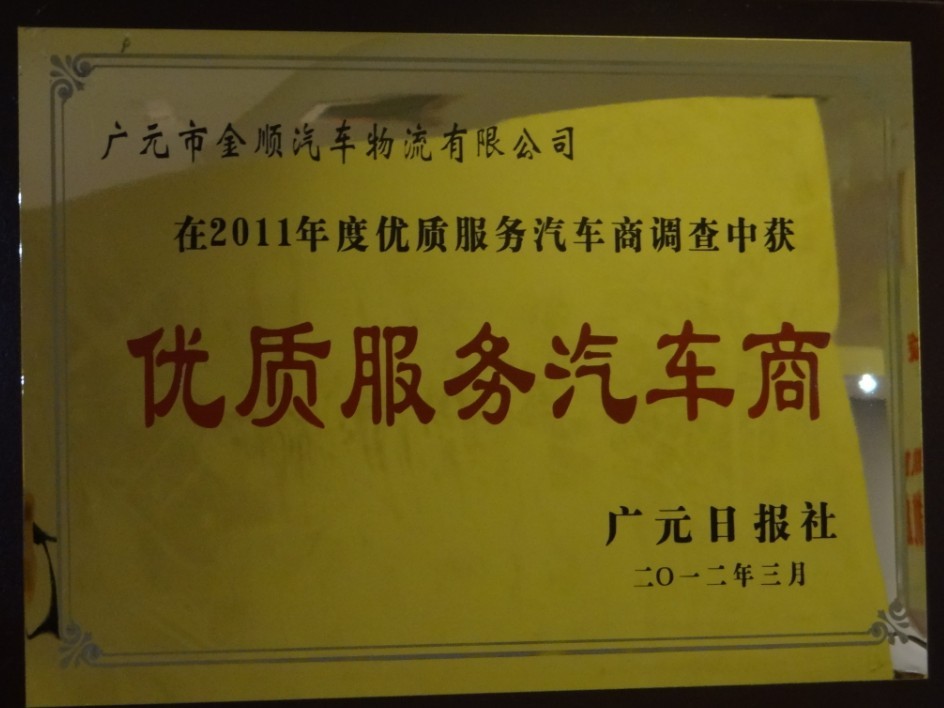 广元市金顺汽车物流有限公司
在2011年度优质服务汽车商调查中获
优质服务汽车商
广元日报社
二〇一二年三月